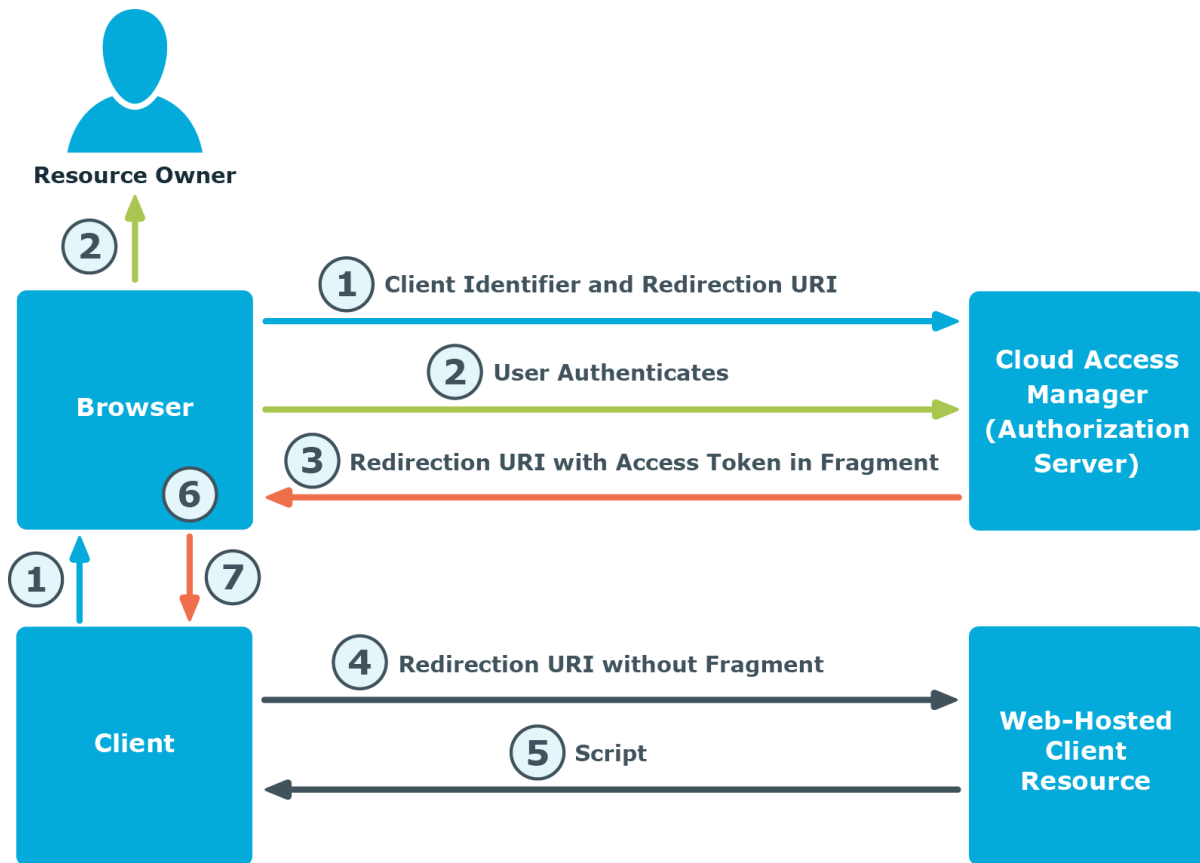 Resource Owner
2
1 Client Identifier and Redirection URI
2 User Authenticates
Browser
Cloud Access
Manager
(Authorization
Server)
3 Redirection URI with Access Token in Fragment
6
1
7
4 Redirection URI without Fragment
Client
Web-Hosted
Client
Resource
5 Script